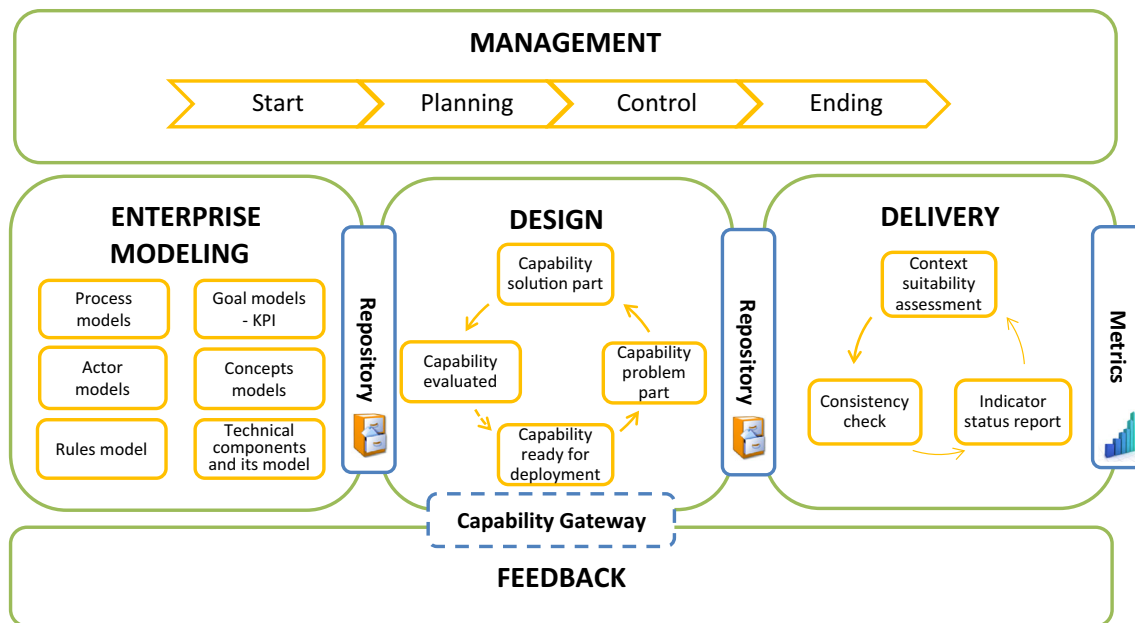 MANAGEMENT
Start
Planning
Control
Ending
ENTERPRISE
MODELING
Process
models
Goal models
- KPI
Actor
models
Concepts
models
Rules model
Technical
components
and its model
Repository
DESIGN
Capability
solution part
Capability
evaluated
Capability
problem
part
Capability
ready for
deployment
Repository
DELIVERY
Context
suitability
assessment
Consistency
check
Indicator
status report
Metrics
Capability Gateway
FEEDBACK